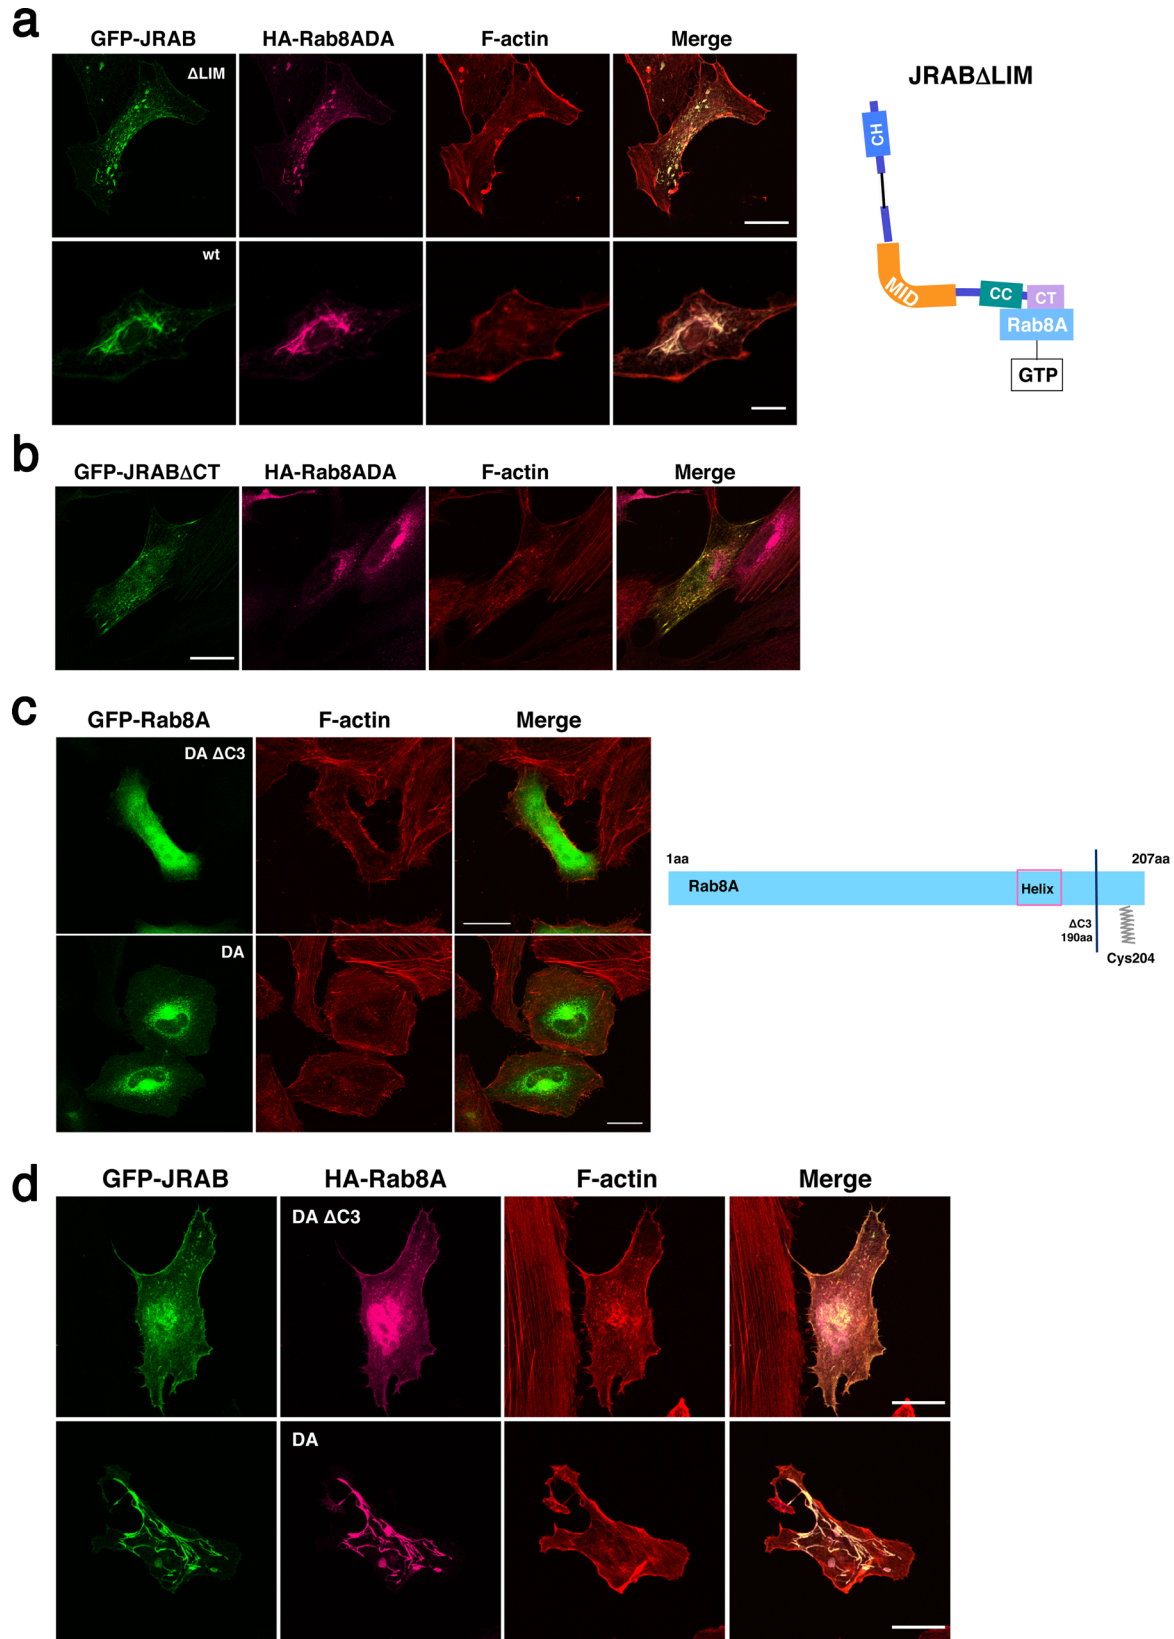 a
GFP-JRAB HA-Rab8ADA F-actin Merge
ΔLIM
wt
JRABΔLIM
CH
MID
CC
CT
Rab8A
GTP
b
GFP-JRABΔCT HA-Rab8ADA F-actin Merge
c
GFP-Rab8A F-actin Merge
DA ΔC3
DA
1aa 207aa
Rab8A Helix
ΔC3
190aa
Cys204
d
GFP-JRAB HA-Rab8A F-actin Merge
DA ΔC3
DA